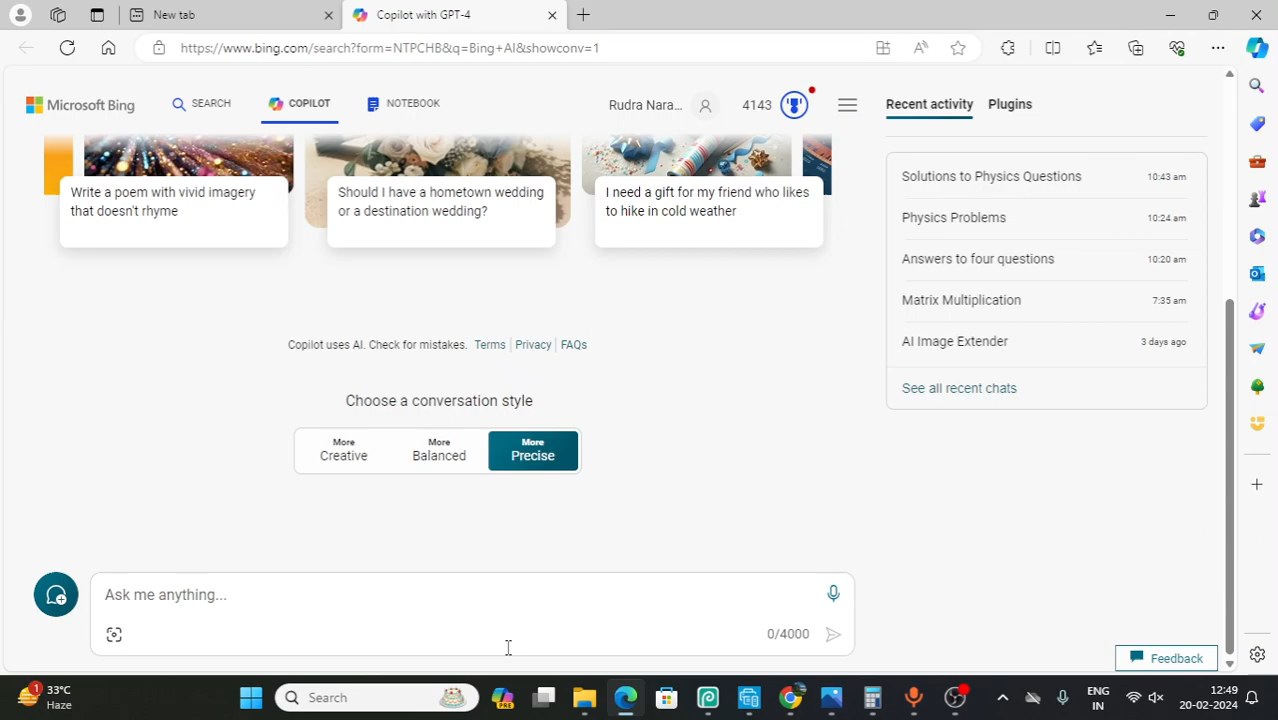 New tab
Copilot with GPT-4
https://www.bing.com/search?form=NTPCHB&q=Bing+AI&showconv=1
Microsoft Bing
SEARCH
COPILOT
NOTEBOOK
Rudra Nara...
4143
Recent activity
Plugins
Write a poem with vivid imagery
that doesn't rhyme
Should I have a hometown wedding
or a destination wedding?
I need a gift for my friend who likes
to hike in cold weather
Solutions to Physics Questions 10:43 am
Physics Problems 10:24 am
Answers to four questions 10:20 am
Matrix Multiplication 7:35 am
AI Image Extender 3 days ago
See all recent chats
Copilot uses AI. Check for mistakes. Terms Privacy FAQs
Choose a conversation style
More
Creative
More
Balanced
More
Precise
Ask me anything...
0/4000
Feedback
1
33°C
Haze
Search
PRE
ENG
IN
12:49
20-02-2024